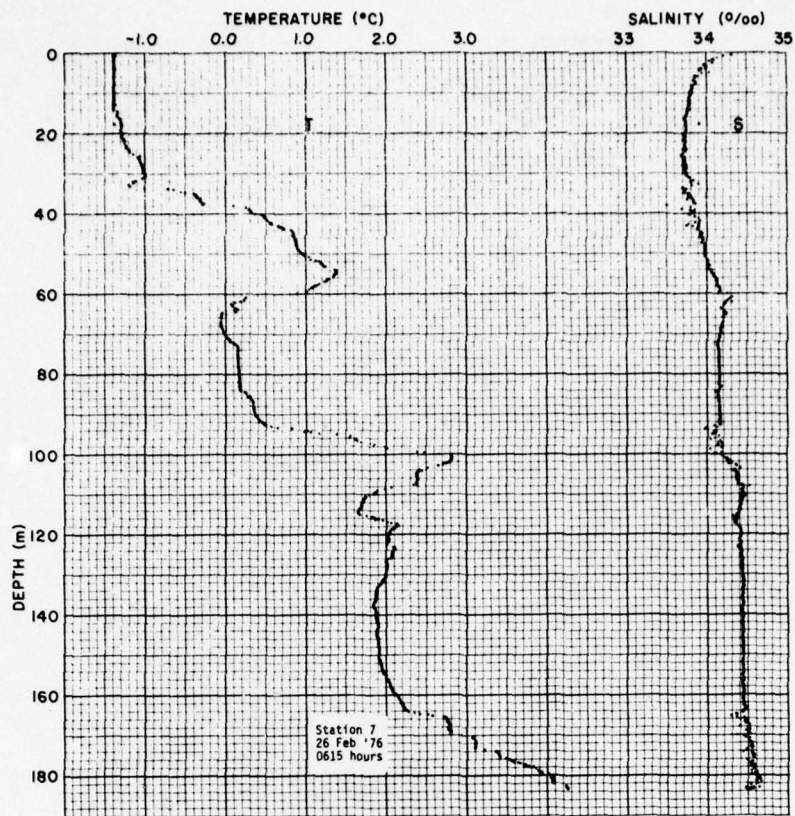 TEMPERATURE (°C) SALINITY (0/00)
-1.0 0.0 1.0 2.0 3.0 33 34 35
0
20
T S
40
60
80
100
120
DEPTH (m)
140
160
Station 7
26 Feb '76
0615 hours
180